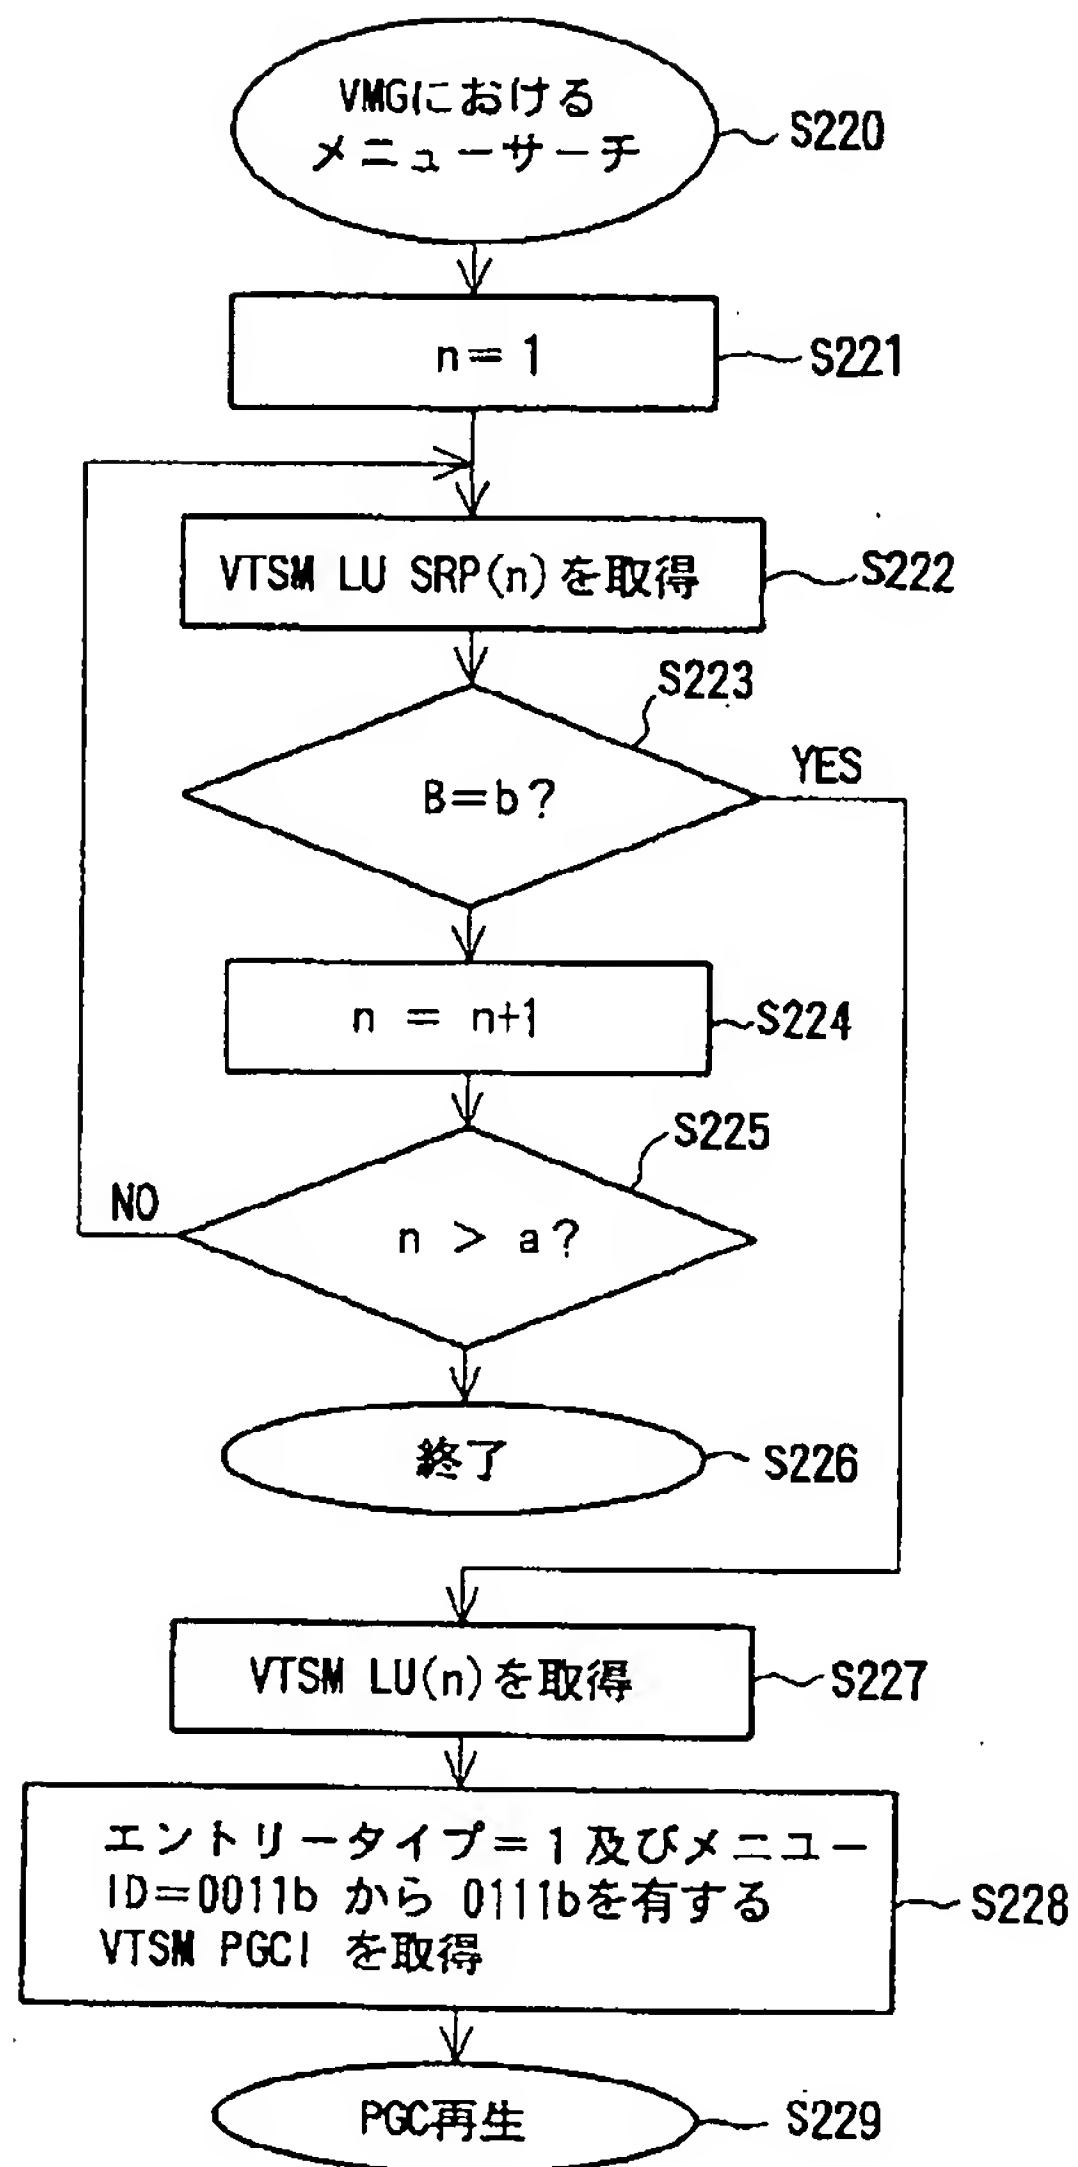 VMGにおける
メニューサーチ
S220
n=1
S221
VTSM LU SRP(n)を取得
S222
S223
B=b?
YES
n = n+1
S224
S225
NO
n > a?
終了
S226
VTSM LU(n)を取得
S227
エントリータイプ=1及びメニュー
ID=0011b から 0111bを有する
VTSM PGCI を取得
S228
PGC再生
S229